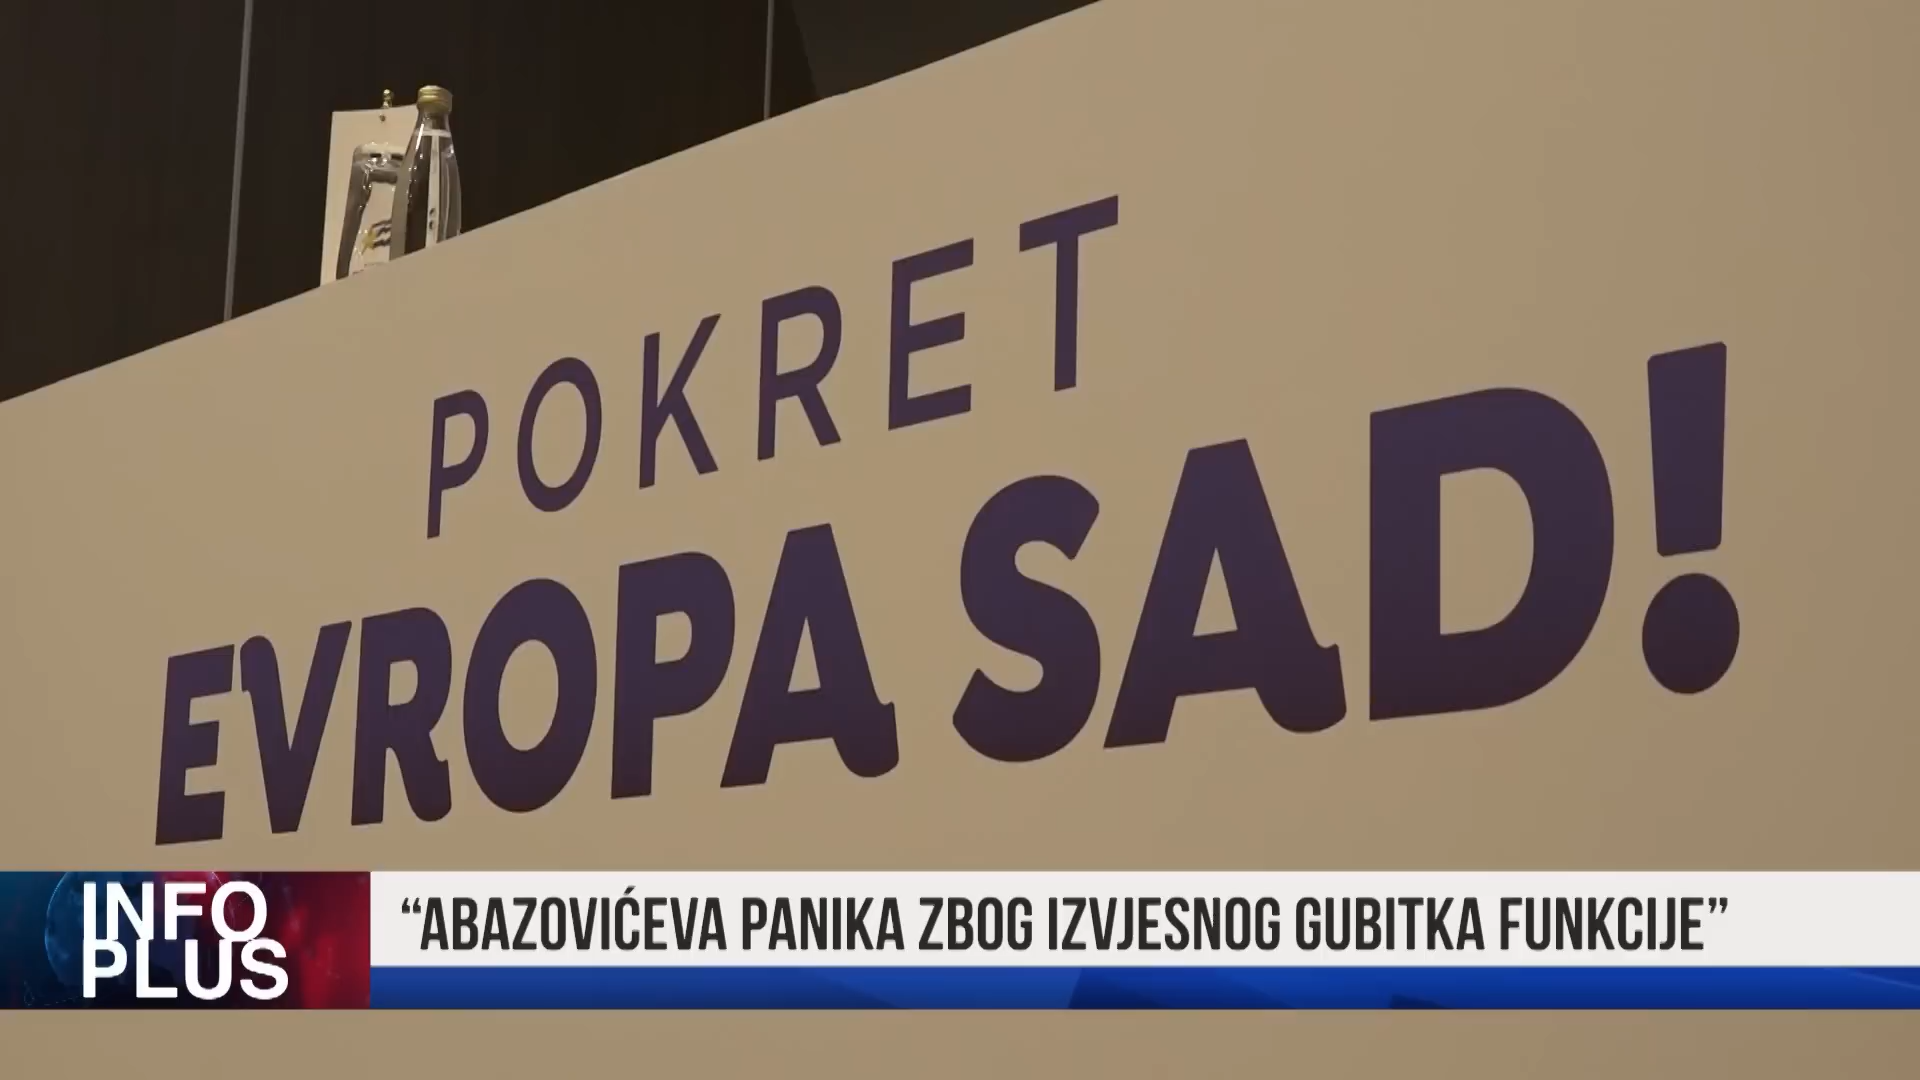 POKRET
EVROPA SAD!
INFO
PLUS
“ABAZOVIĆEVA PANIKA ZBOG IZVJESNOG GUBITKA FUNKCIJE”